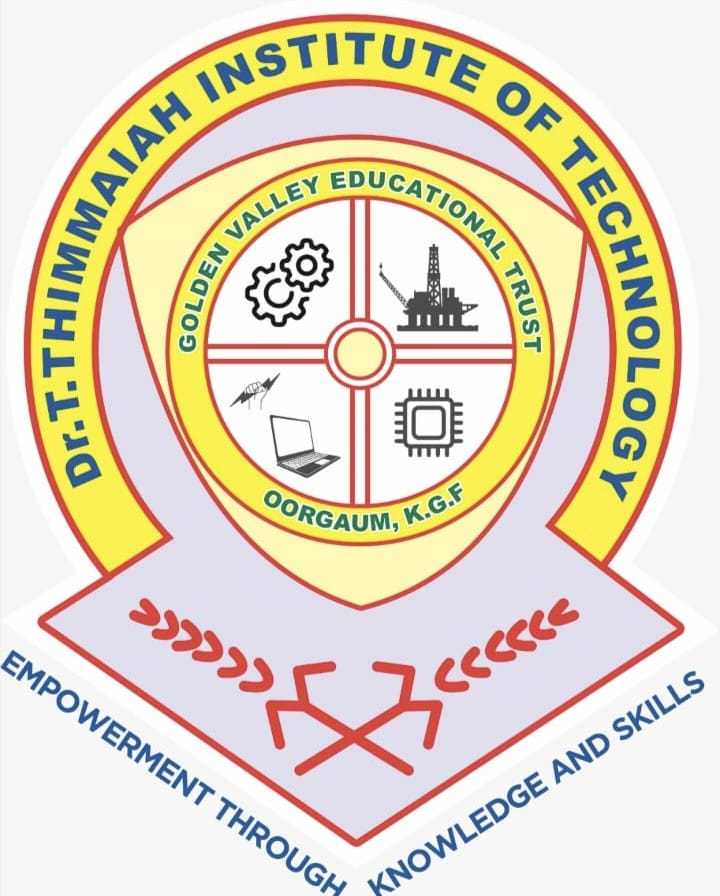 Dr.T.THIMMAIAH INSTITUTE OF TECHNOLOGY
GOLDEN VALLEY EDUCATIONAL TRUST
OORGAUM, K.G.F
EMPOWERMENT THROUGH
KNOWLEDGE AND SKILLS